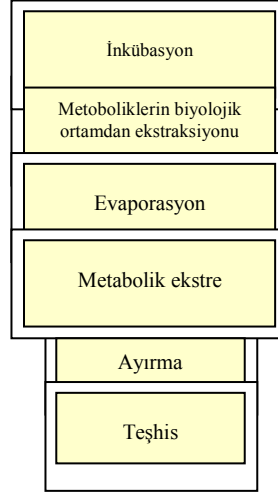 İnkübasyon
Metoboliklerin biyolojik
ortamdan ekstraksiyonu
Evaporasyon
Metabolik ekstre
Ayırma
Teşhis